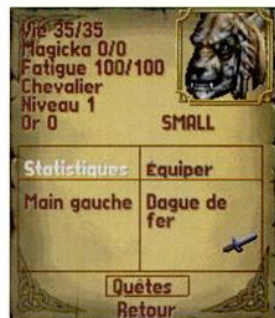 Vie 35/35
Magicka 0/0
Fatigue 100/100
Chevalier
Niveau 1
Or 0 SMALL
Statistiques Équiper
Main gauche Dague de
fer
Quêtes
Retour